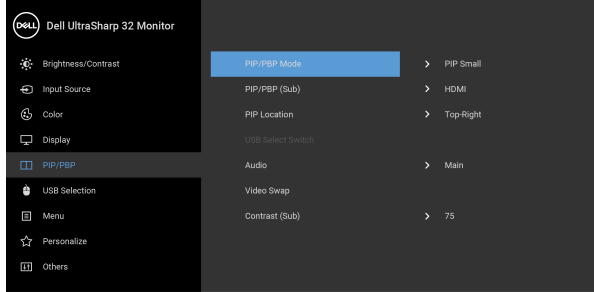 DELL Dell UltraSharp 32 Monitor
Brightness/Contrast
Input Source
Color
Display
PIP/PBP
USB Selection
Menu
Personalize
Others
PIP/PBP Mode > PIP Small
PIP/PBP (Sub) > HDMI
PIP Location > Top-Right
USB Select Switch
Audio > Main
Video Swap
Contrast (Sub) > 75